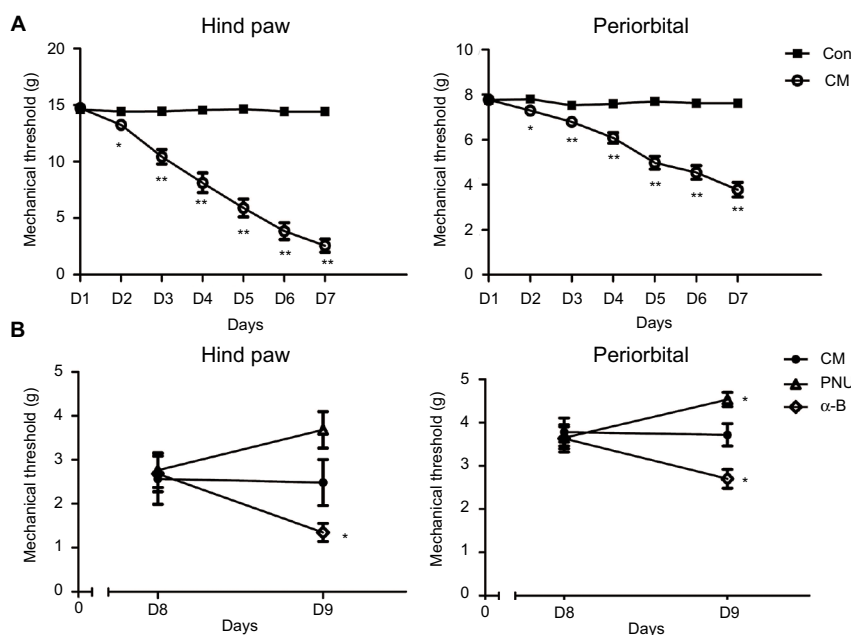 A
Hind paw
Mechanical threshold (g)
20
15
10
5
0
*
**
**
**
**
**
D1 D2 D3 D4 D5 D6 D7
Days
Periorbital
Mechanical threshold (g)
10
8
6
4
2
0
*
**
**
**
**
**
D1 D2 D3 D4 D5 D6 D7
Days
Con
CM
B
Hind paw
Mechanical threshold (g)
5
4
3
2
1
0
*
0 D8 D9
Days
Periorbital
Mechanical threshold (g)
5
4
3
2
1
0
*
*
0 D8 D9
Days
CM
PNU
α-B